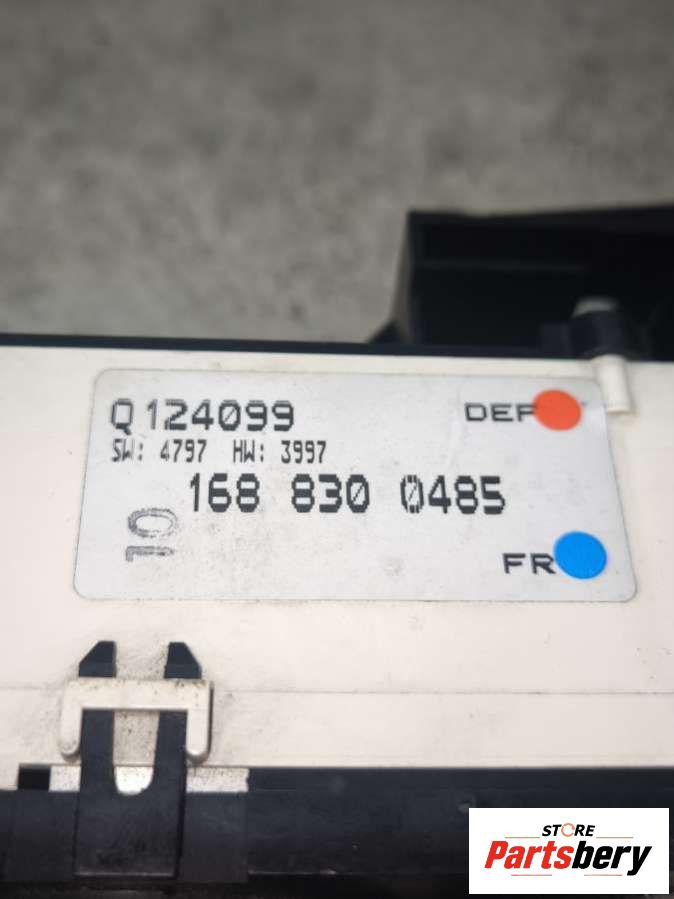 Q124099 DEF
SW: 4797 HW: 3997
168 830 0485
10
FR
STORE
Partsbery